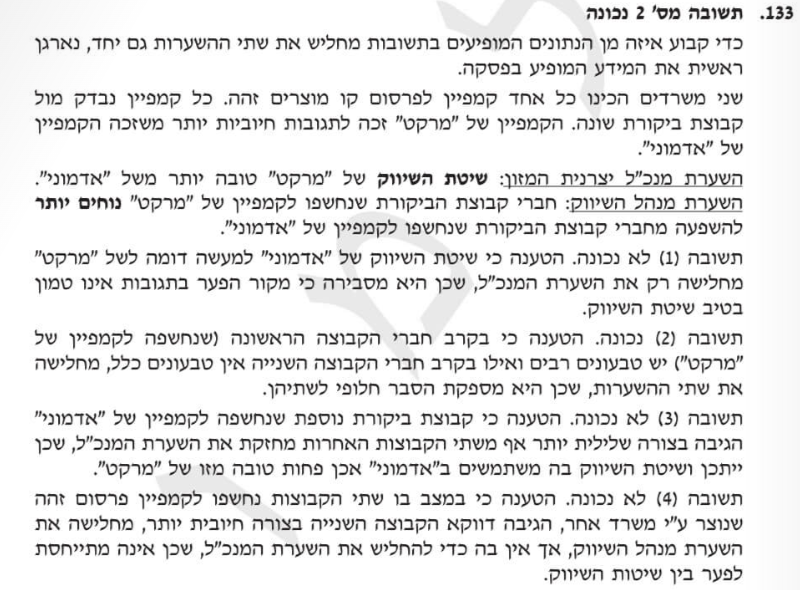 133. תשובה מס' 2 נכונה
כדי קבוע איזה מן הנתונים המופיעים בתשובות מחליש את שתי ההשערות גם יחד, נארגן
ראשית את המידע המופיע בפסקה.
שני משרדים הכינו כל אחד קמפיין לפרסום קו מוצרים זהה. כל קמפיין נבדק מול
קבוצת ביקורת שונה. הקמפיין של "מרקט" זכה לתגובות חיוביות יותר משזכה הקמפיין
של "אדמוני".
השערת מנכ"ל יצרנית המזון: שיטת השיווק של "מרקט" טובה יותר משל "אדמוני".
השערת מנהל השיווק: חברי קבוצת הביקורת שנחשפו לקמפיין של "מרקט" נוחים יותר
להשפעה מחברי קבוצת הביקורת שנחשפו לקמפיין של "אדמוני".
תשובה (1) לא נכונה. הטענה כי שיטת השיווק של "אדמוני" למעשה דומה לשל "מרקט"
מחלישה רק את השערת המנכ"ל, שכן היא מסבירה כי מקור הפער בתגובות אינו טמון
בטיב שיטת השיווק.
תשובה (2) נכונה. הטענה כי בקרב חברי הקבוצה הראשונה (שנחשפה לקמפיין של
"מרקט") יש טבעונים רבים ואילו בקרב חברי הקבוצה השנייה אין טבעונים כלל, מחלישה
את שתי ההשערות, שכן היא מספקת הסבר חלופי לשתיהן.
תשובה (3) לא נכונה. הטענה כי קבוצת ביקורת נוספת שנחשפה לקמפיין של "אדמוני"
הגיבה בצורה שלילית יותר אף משתי הקבוצות האחרות מחזקת את השערת המנכ"ל, שכן
ייתכן ושיטת השיווק בה משתמשים ב"אדמוני" אכן פחות טובה מזו של "מרקט".
תשובה (4) לא נכונה. הטענה כי במצב בו שתי הקבוצות נחשפו לקמפיין פרסום זהה
שנוצר ע"י משרד אחר, הגיבה דווקא הקבוצה השנייה בצורה חיובית יותר, מחלישה את
השערת מנהל השיווק, אך אין בה כדי להחליש את השערת המנכ"ל, שכן אינה מתייחסת
לפער בין שיטות השיווק.